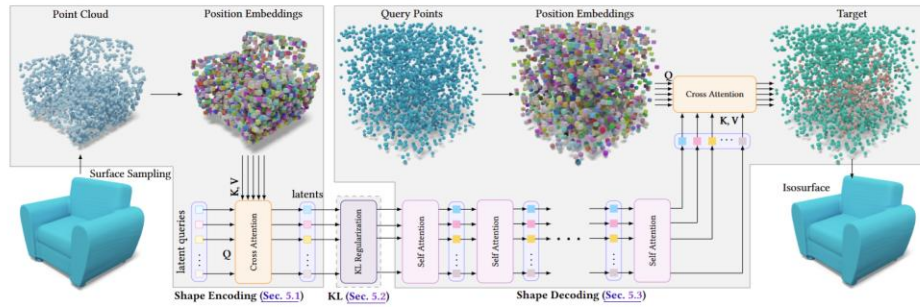 Point Cloud
Position Embeddings
Query Points
Position Embeddings
Target
Q
Cross Attention
K, V
Surface Sampling
K, V
latents
Isosurface
latent queries
Q
Cross Attention
KL Regularization
Self Attention
Self Attention
Self Attention
Shape Encoding (Sec. 5.1)
KL (Sec. 5.2)
Shape Decoding (Sec. 5.3)